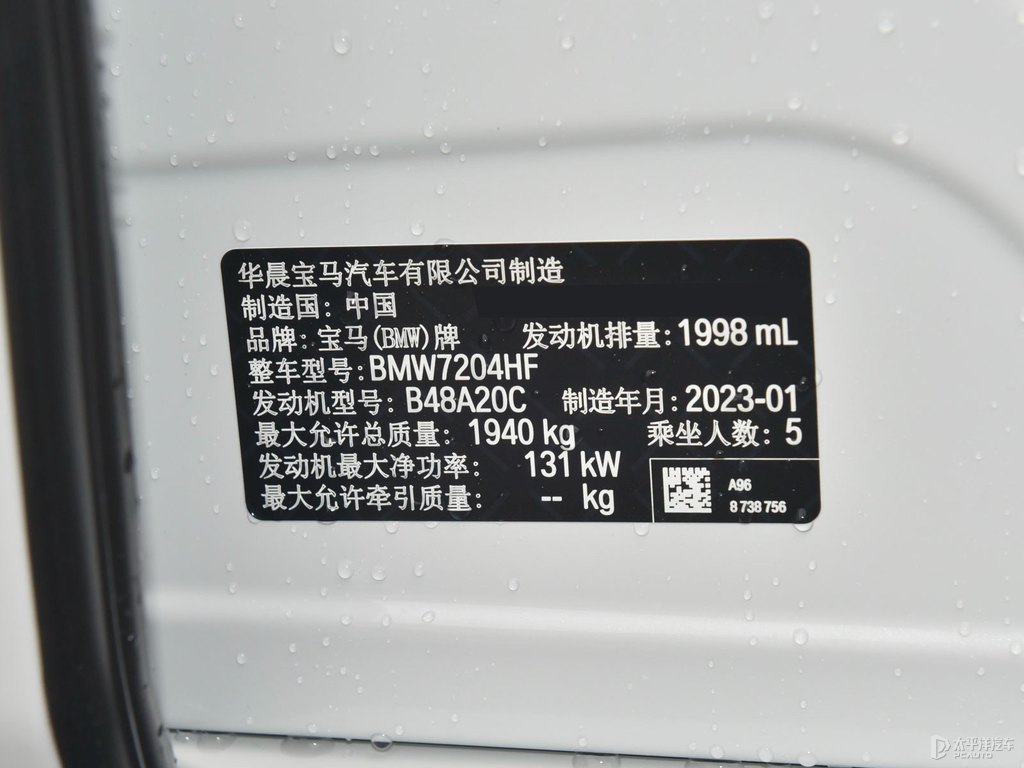 华晨宝马汽车有限公司制造
制造国：中国
品牌：宝马(BMW)牌 发动机排量：1998 mL
整车型号：BMW7204HF
发动机型号：B48A20C 制造年月：2023-01
最大允许总质量：1940 kg 乘坐人数：5
发动机最大净功率：131 kW
最大允许牵引质量：-- kg
A96
8 738 756
太平洋汽车
PCAUTO